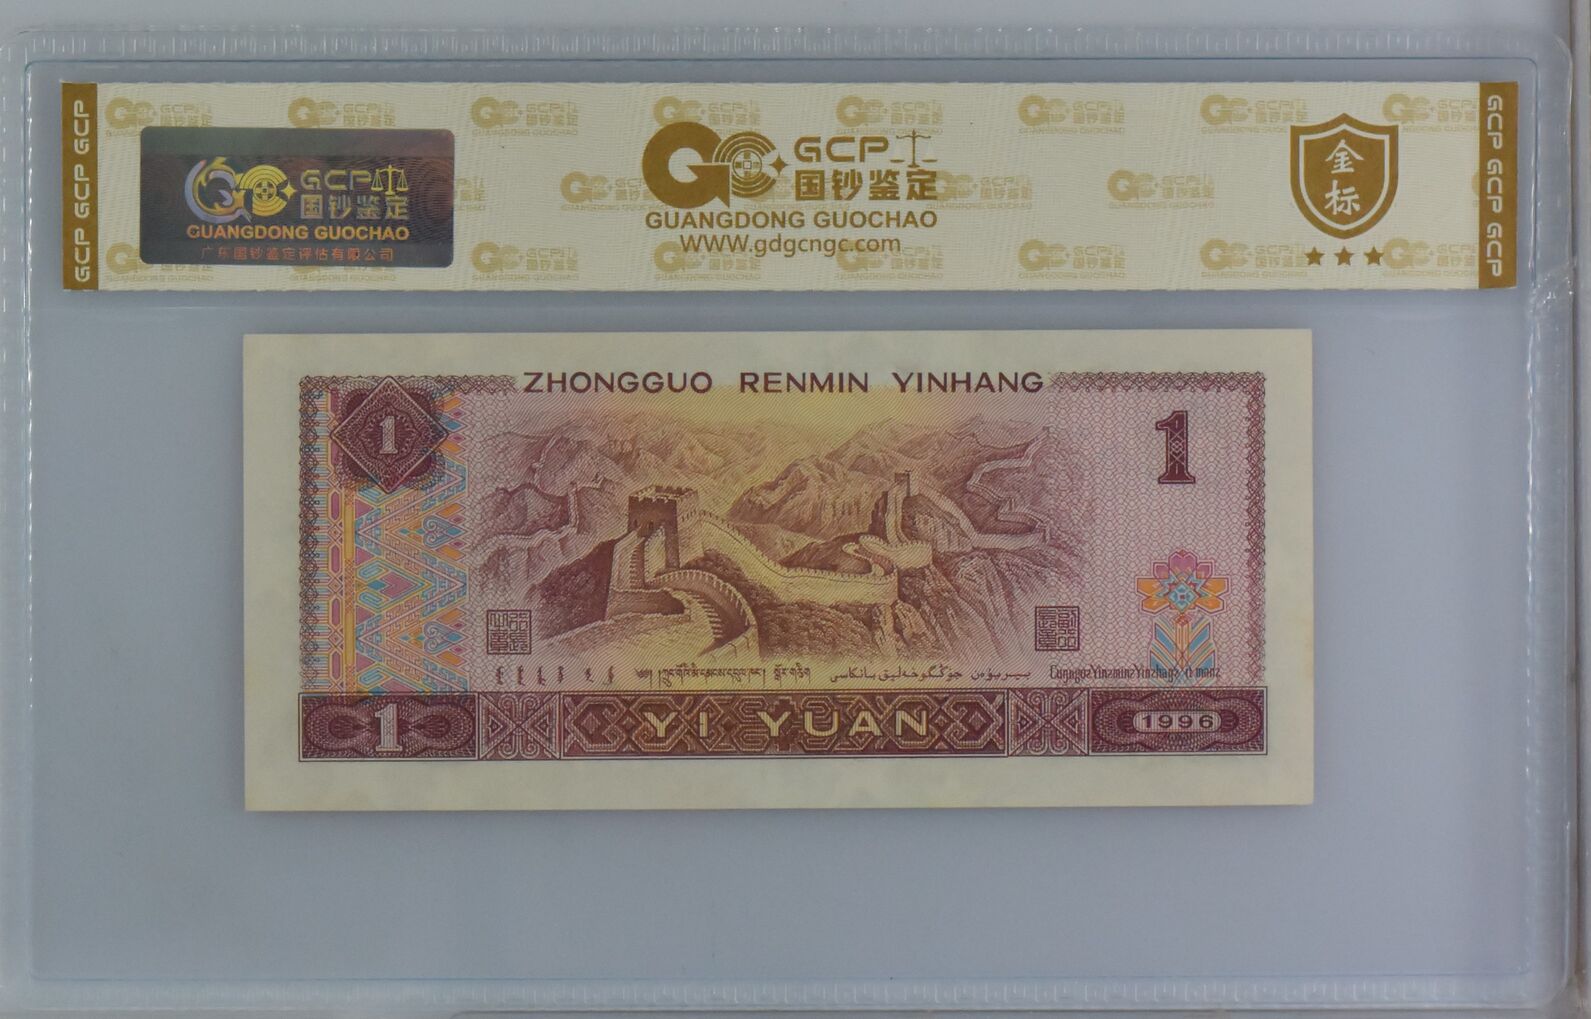 GCP GCP GCP
GCP
国钞鉴定
GUANGDONG GUOCHAO
广东国钞鉴定评估有限公司
GCP
国钞鉴定
GUANGDONG GUOCHAO
WWW.gdgcngc.com
金
标
GCP GCP GCP
ZHONGGUO RENMIN YINHANG
1
1
1
YI YUAN
1996